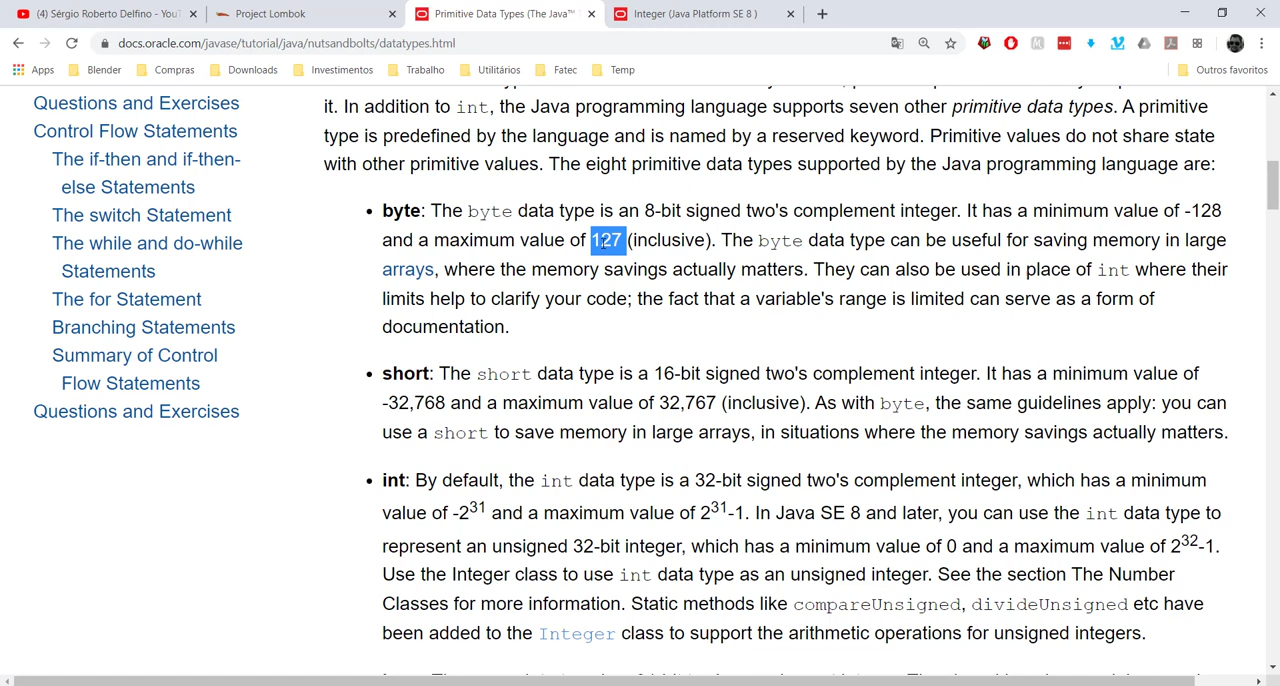 (4) Sérgio Roberto Delfino - YouT
Project Lombok
Primitive Data Types (The Java™
Integer (Java Platform SE 8 )
docs.oracle.com/javase/tutorial/java/nutsandbolts/datatypes.html
Apps Blender Compras Downloads Investimentos Trabalho Utilitários Fatec Temp Outros favoritos
Questions and Exercises
Control Flow Statements
The if-then and if-then-
else Statements
The switch Statement
The while and do-while
Statements
The for Statement
Branching Statements
Summary of Control
Flow Statements
Questions and Exercises
it. In addition to int, the Java programming language supports seven other primitive data types. A primitive
type is predefined by the language and is named by a reserved keyword. Primitive values do not share state
with other primitive values. The eight primitive data types supported by the Java programming language are:
• byte: The byte data type is an 8-bit signed two's complement integer. It has a minimum value of -128
and a maximum value of 127 (inclusive). The byte data type can be useful for saving memory in large
arrays, where the memory savings actually matters. They can also be used in place of int where their
limits help to clarify your code; the fact that a variable's range is limited can serve as a form of
documentation.
• short: The short data type is a 16-bit signed two's complement integer. It has a minimum value of
-32,768 and a maximum value of 32,767 (inclusive). As with byte, the same guidelines apply: you can
use a short to save memory in large arrays, in situations where the memory savings actually matters.
• int: By default, the int data type is a 32-bit signed two's complement integer, which has a minimum
value of -2³¹ and a maximum value of 2³¹-1. In Java SE 8 and later, you can use the int data type to
represent an unsigned 32-bit integer, which has a minimum value of 0 and a maximum value of 2³²-1.
Use the Integer class to use int data type as an unsigned integer. See the section The Number
Classes for more information. Static methods like compareUnsigned, divideUnsigned etc have
been added to the Integer class to support the arithmetic operations for unsigned integers.